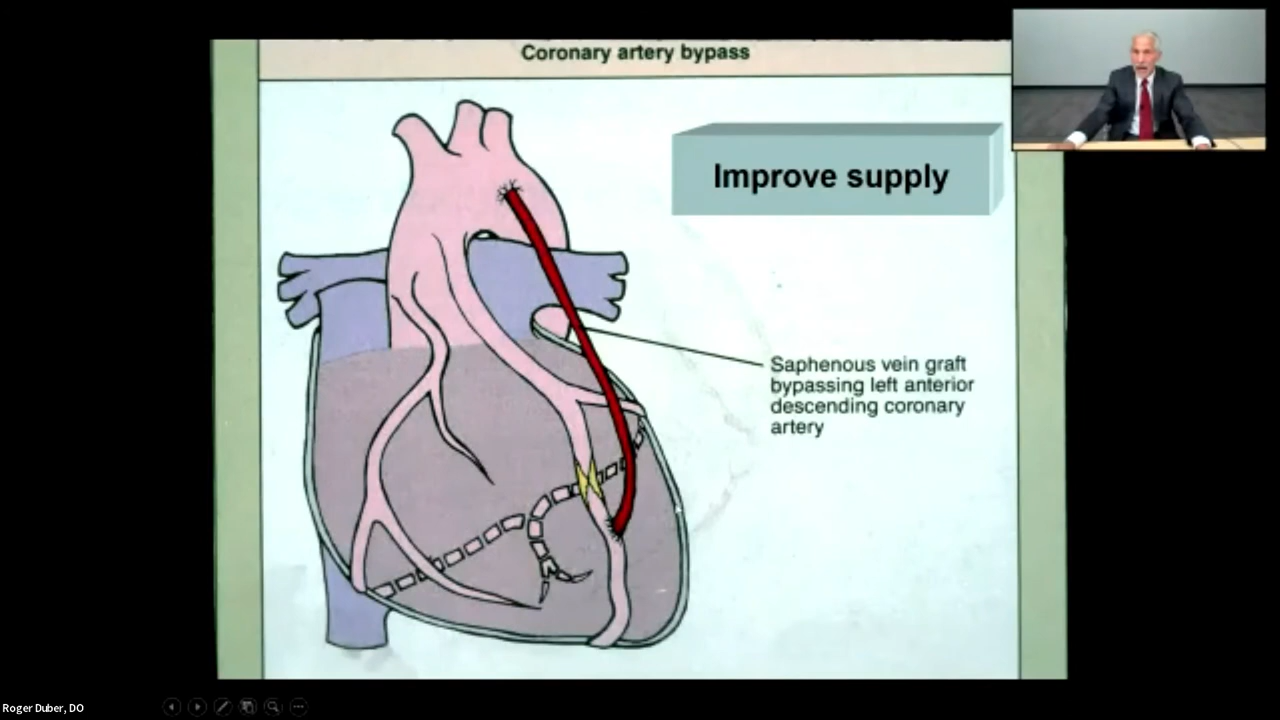 Coronary artery bypass
Improve supply
Saphenous vein graft
bypassing left anterior
descending coronary
artery
Roger Duber, DO